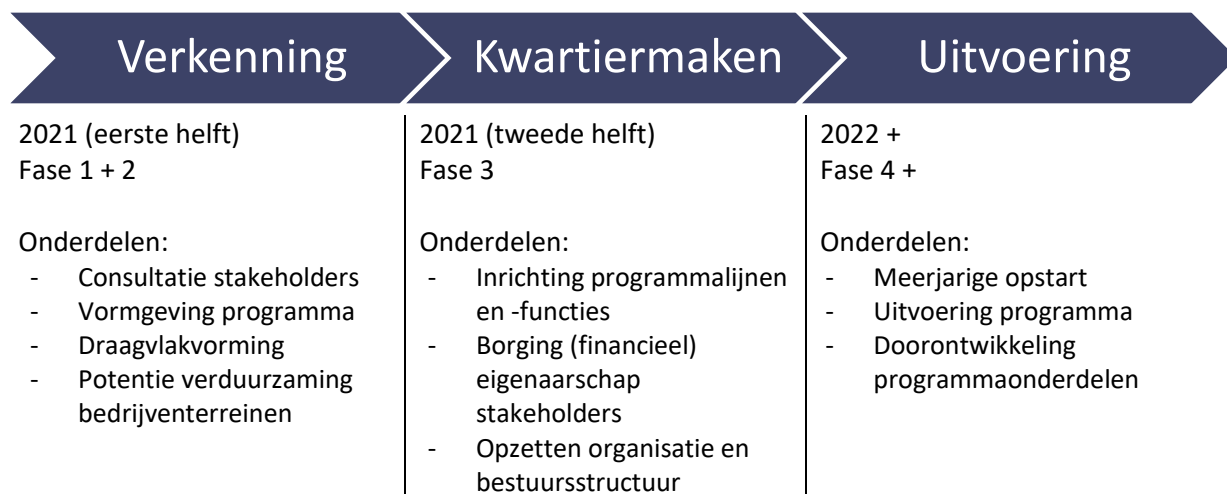 Verkenning
Kwartiermaken
Uitvoering
2021 (eerste helft)
Fase 1 + 2
Onderdelen:
- Consultatie stakeholders
- Vormgeving programma
- Draagvlakvorming
- Potentie verduurzaming
bedrijventerreinen
2021 (tweede helft)
Fase 3
Onderdelen:
- Inrichting programmalijnen
en -functies
- Borging (financieel)
eigenaarschap
stakeholders
- Opzetten organisatie en
bestuursstructuur
2022 +
Fase 4 +
Onderdelen:
- Meerjarige opstart
- Uitvoering programma
- Doorontwikkeling
programmaonderdelen